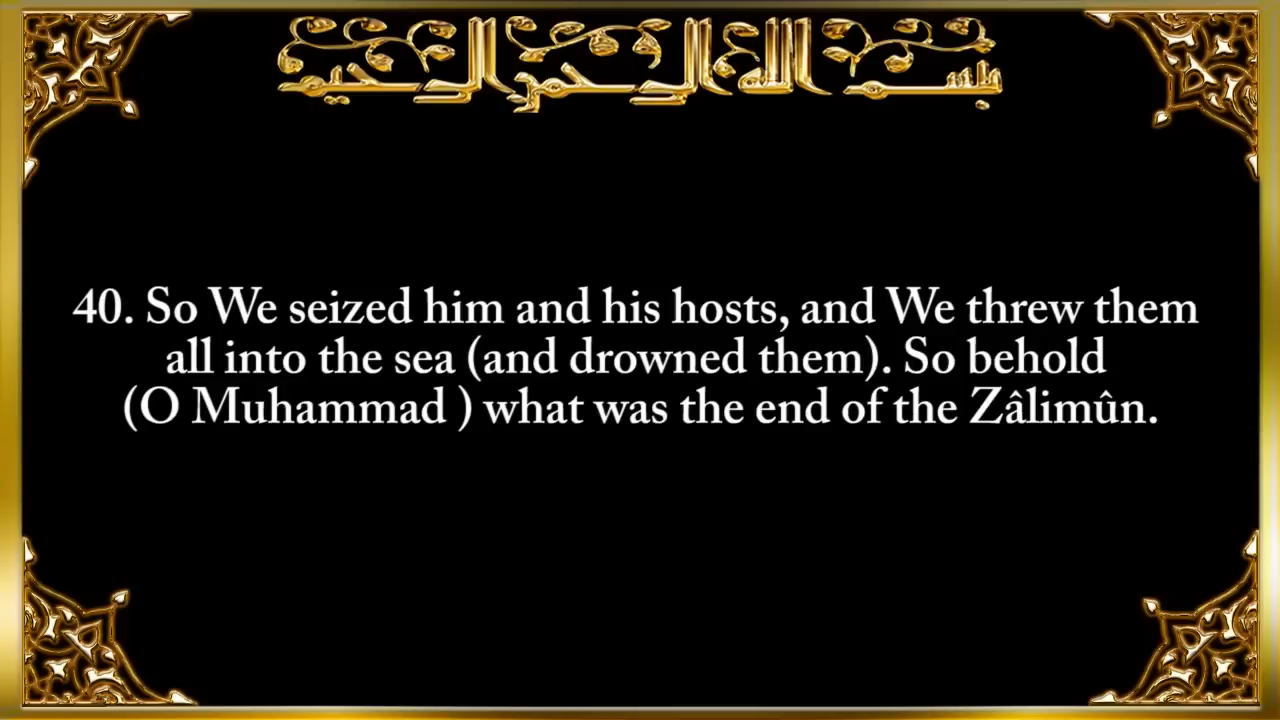 بسم الله الرحمن الرحيم
40. So We seized him and his hosts, and We threw them
all into the sea (and drowned them). So behold
(O Muhammad ) what was the end of the Zâlimûn.